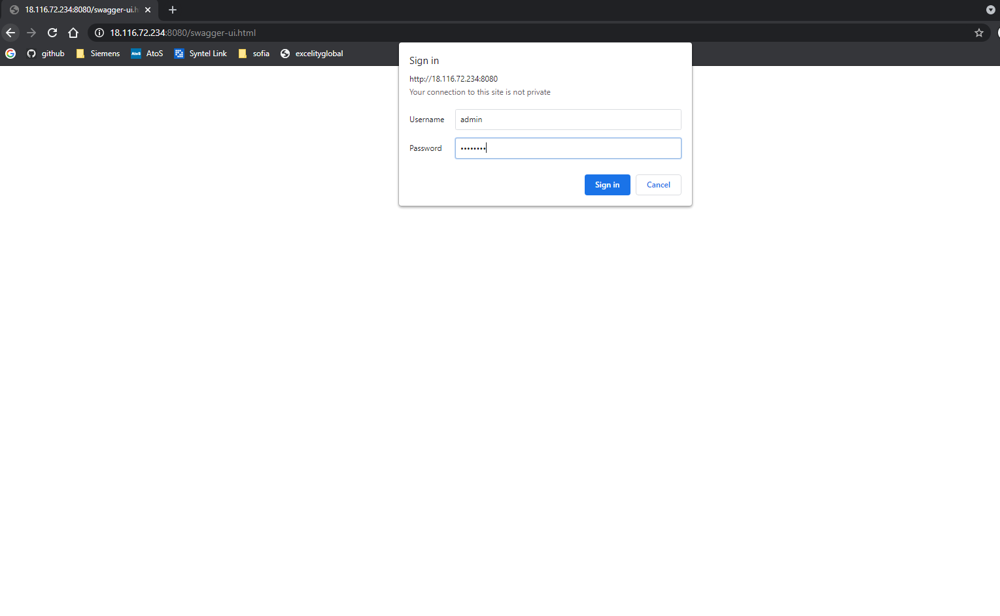 18.116.72.234:8080/swagger-ui.h
18.116.72.234:8080/swagger-ui.html
github Siemens AtoS AtoS Syntel Link sofia excelityglobal
Sign in
http://18.116.72.234:8080
Your connection to this site is not private
Username admin
Password ••••••••
Sign in Cancel